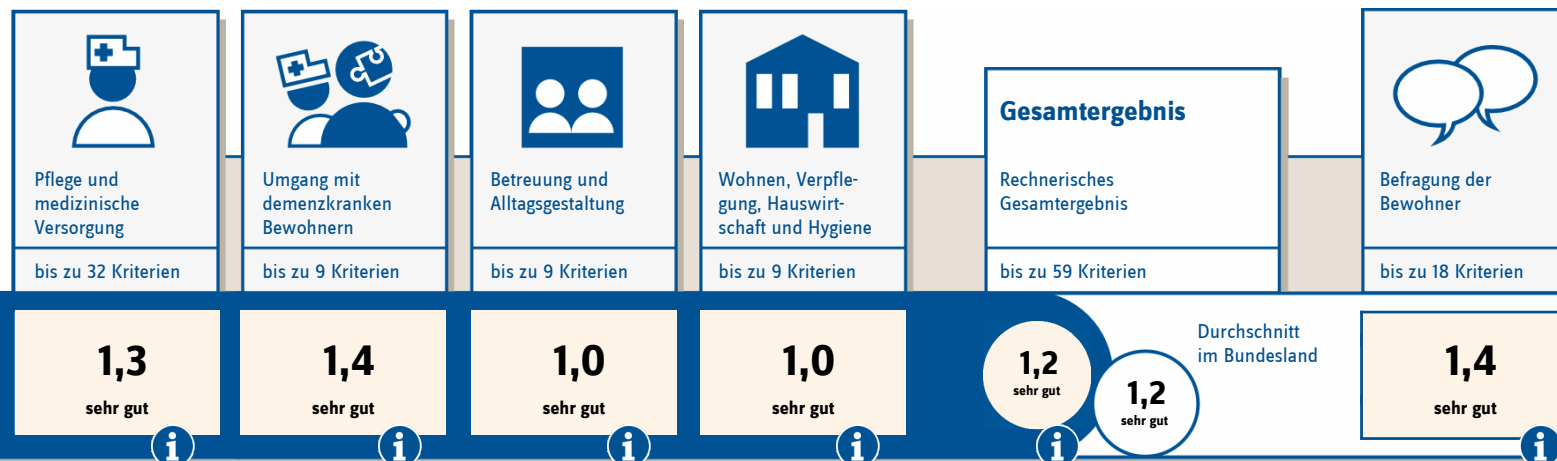 Pflege und
medizinische
Versorgung
bis zu 32 Kriterien
1,3
sehr gut
i
Umgang mit
demenzkranken
Bewohnern
bis zu 9 Kriterien
1,4
sehr gut
i
Betreuung und
Alltagsgestaltung
bis zu 9 Kriterien
1,0
sehr gut
i
Wohnen, Verpfle-
gung, Hauswirt-
schaft und Hygiene
bis zu 9 Kriterien
1,0
sehr gut
i
Gesamtergebnis
Rechnerisches
Gesamtergebnis
bis zu 59 Kriterien
1,2
sehr gut
i
Durchschnitt
im Bundesland
1,2
sehr gut
Befragung der
Bewohner
bis zu 18 Kriterien
1,4
sehr gut
i